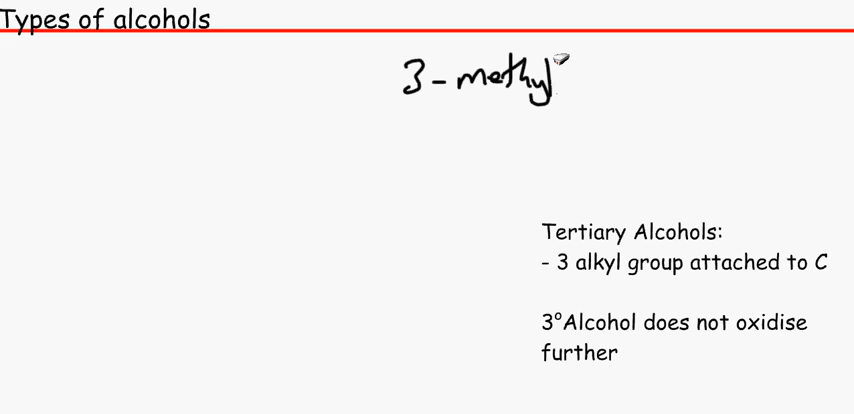 Types of alcohols
3-methyl
Tertiary Alcohols:
- 3 alkyl group attached to C
3°Alcohol does not oxidise
further